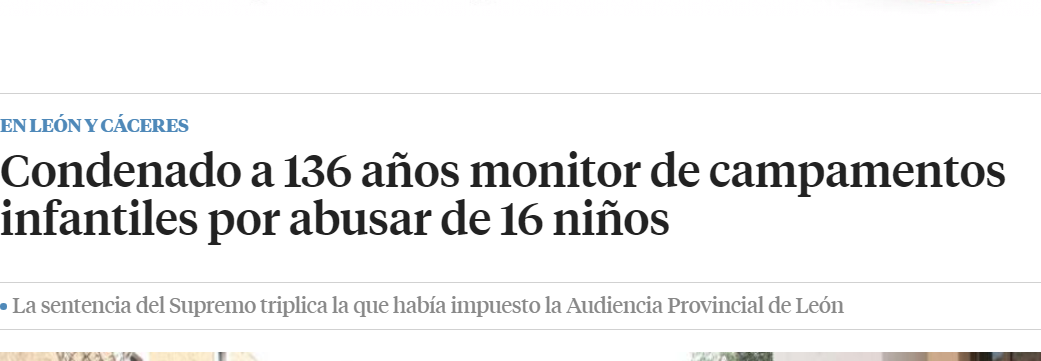 EN LEÓN Y CÁCERES
Condenado a 136 años monitor de campamentos
infantiles por abusar de 16 niños
• La sentencia del Supremo triplica la que había impuesto la Audiencia Provincial de León